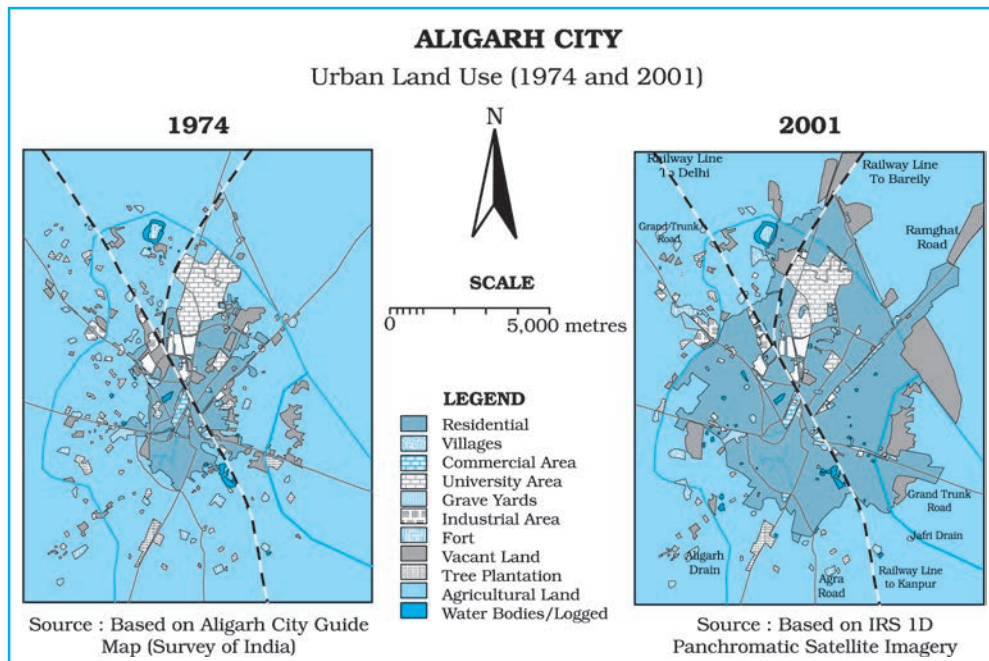 ALIGARH CITY
Urban Land Use (1974 and 2001)
1974
N
2001
SCALE
0
5,000 metres
LEGEND
Residential
Villages
Commercial Area
University Area
Grave Yards
Industrial Area
Fort
Vacant Land
Tree Plantation
Agricultural Land
Water Bodies/Logged
Railway Line
To Delhi
Railway Line
To Bareily
Grand Trunk
Road
Ramghat
Road
Grand Trunk
Road
Jafri Drain
Aligarh
Drain
Agra
Road
Railway Line
to Kanpur
Source : Based on Aligarh City Guide
Map (Survey of India)
Source : Based on IRS 1D
Panchromatic Satellite Imagery